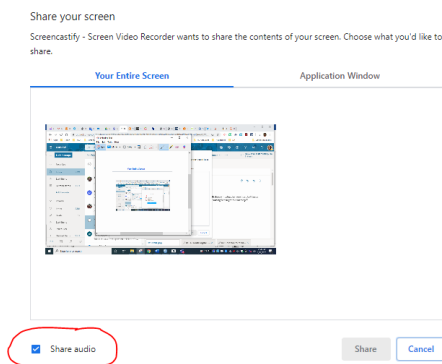 Share your screen
Screencastify - Screen Video Recorder wants to share the contents of your screen. Choose what you'd like to
share.
Your Entire Screen Application Window
Share audio Share Cancel